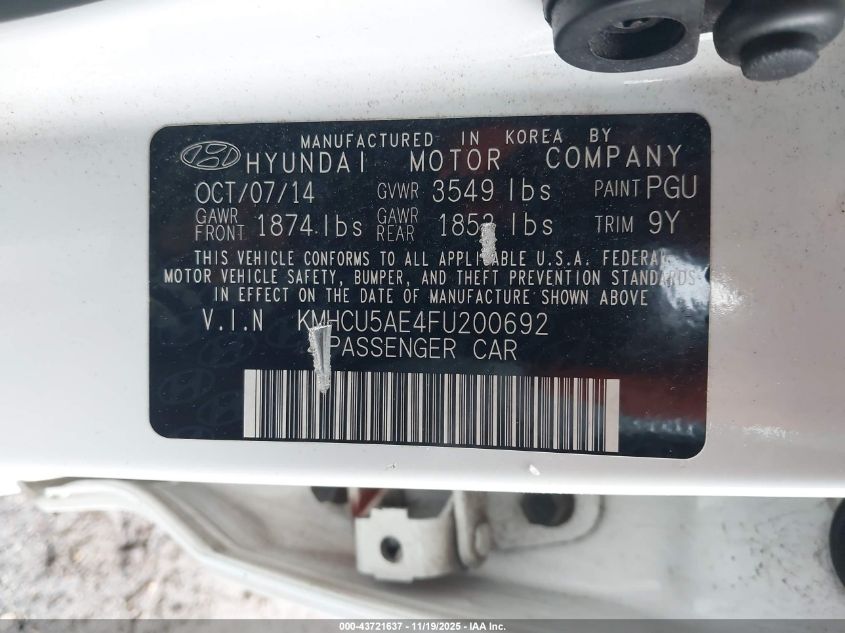 MANUFACTURED IN KOREA BY
HYUNDAI MOTOR COMPANY
OCT/07/14 GVWR 3549 lbs PAINT PGU
GAWR FRONT 1874 lbs GAWR REAR 1852 lbs TRIM 9Y
THIS VEHICLE CONFORMS TO ALL APPLICABLE U.S.A. FEDERAL
MOTOR VEHICLE SAFETY, BUMPER, AND THEFT PREVENTION STANDARDS
IN EFFECT ON THE DATE OF MANUFACTURE SHOWN ABOVE
V.I.N KMHCU5AE4FU200692
PASSENGER CAR
000-43721637 - 11/19/2025 - IAA Inc.